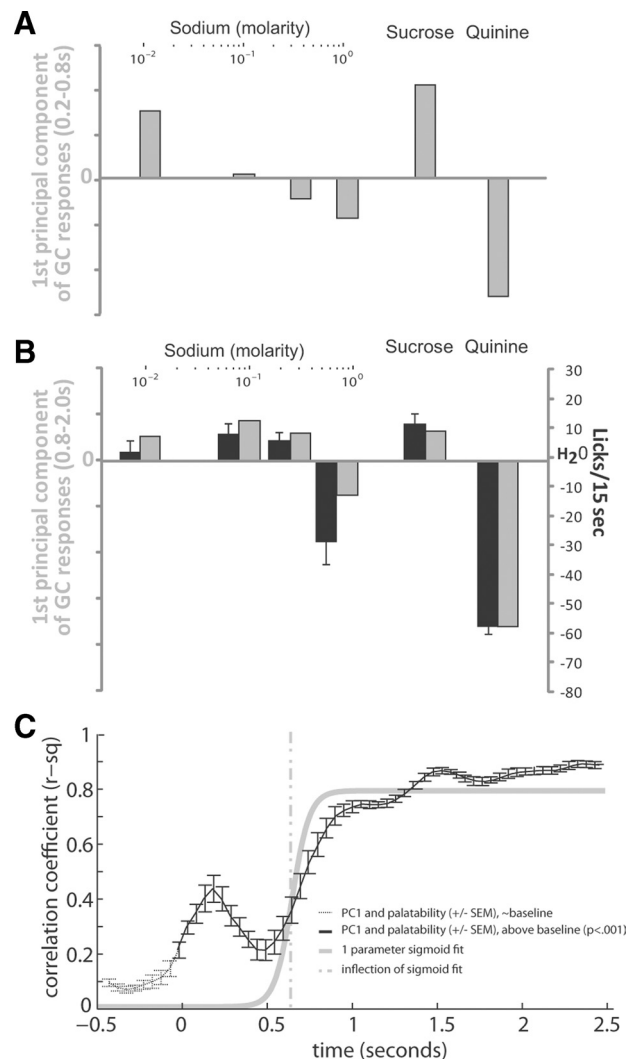 A
Sodium (molarity)
Sucrose
Quinine
10⁻²
10⁻¹
10⁰
0
1st principal component
of GC responses (0.2-0.8s)
B
Sodium (molarity)
Sucrose
Quinine
10⁻²
10⁻¹
10⁰
0
1st principal component
of GC responses (0.8-2.0s)
30
20
10
H₂0
-10
-20
-30
-40
-50
-60
-70
-80
Licks/15 sec
C
correlation coefficient (r-sq)
1
0.8
0.6
0.4
0.2
0
PC1 and palatability (+/- SEM), ~baseline
PC1 and palatability (+/- SEM), above baseline (p<.001)
1 parameter sigmoid fit
inflection of sigmoid fit
-0.5
0
0.5
1
1.5
2
2.5
time (seconds)